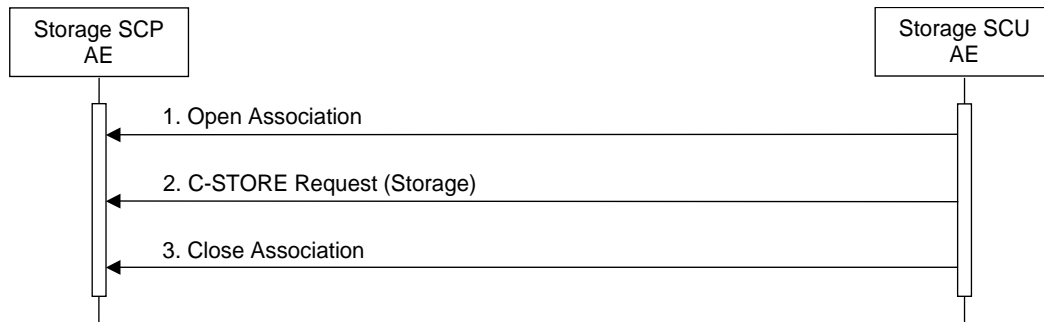 Storage SCP
AE
Storage SCU
AE
1. Open Association
2. C-STORE Request (Storage)
3. Close Association